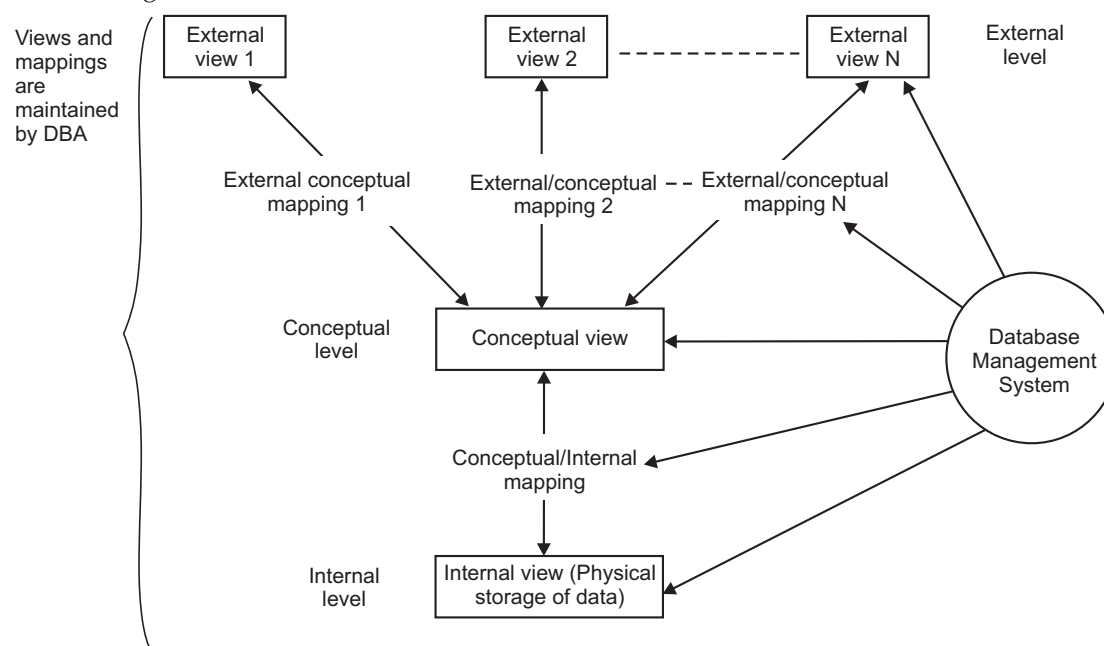 Views and
mappings
are
maintained
by DBA
External
view 1
External
view 2
External
view N
External
level
External conceptual
mapping 1
External/conceptual
mapping 2
External/conceptual
mapping N
Conceptual
level
Conceptual view
Database
Management
System
Conceptual/Internal
mapping
Internal
level
Internal view (Physical
storage of data)